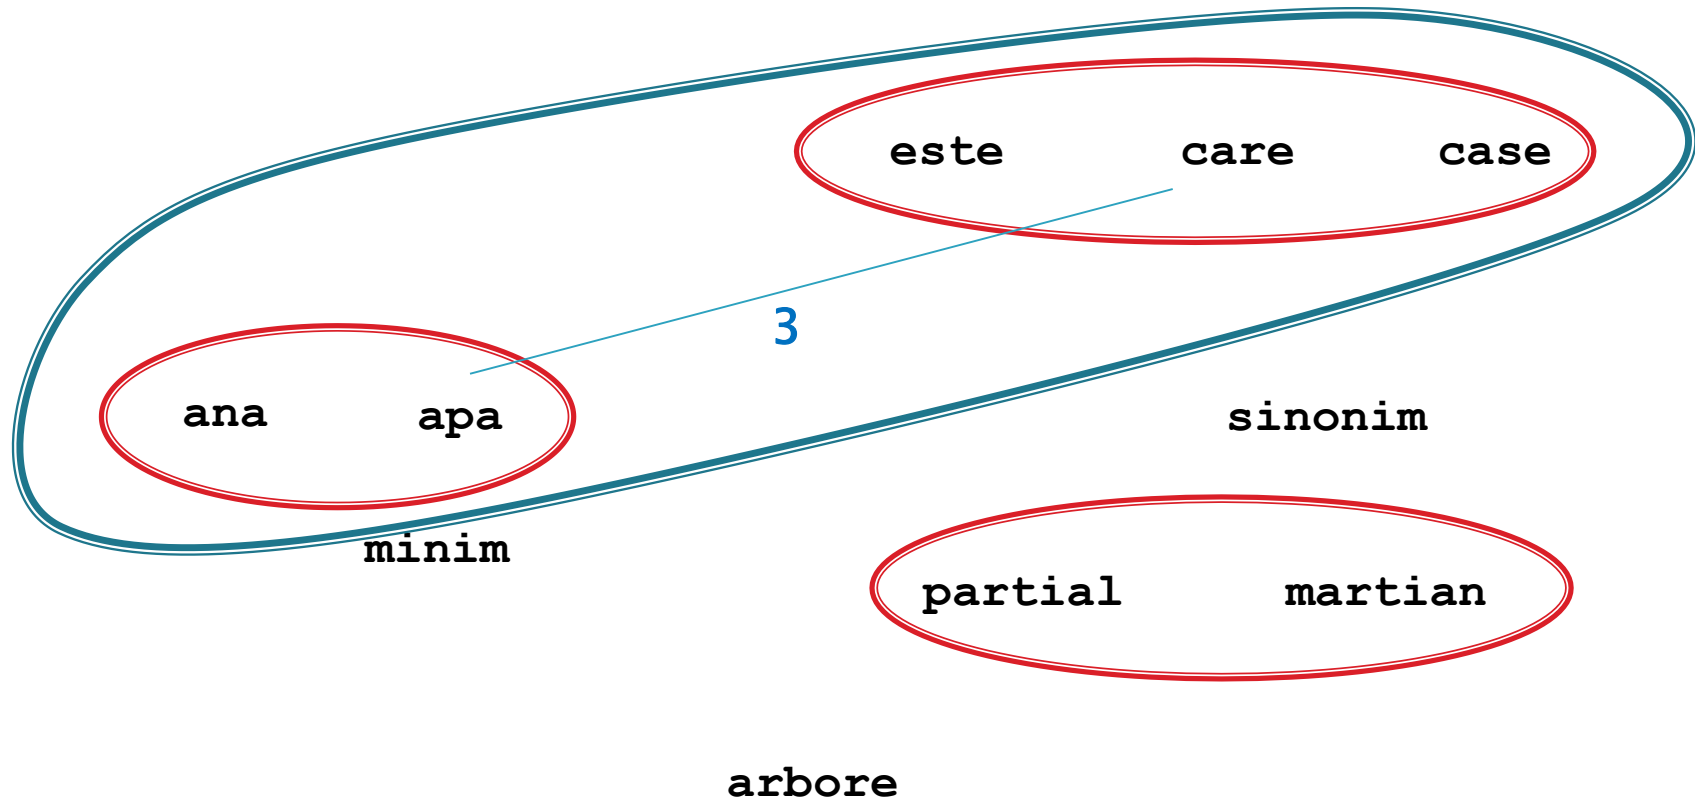 este care case
3
ana apa
sinonim
minim
partial martian
arbore